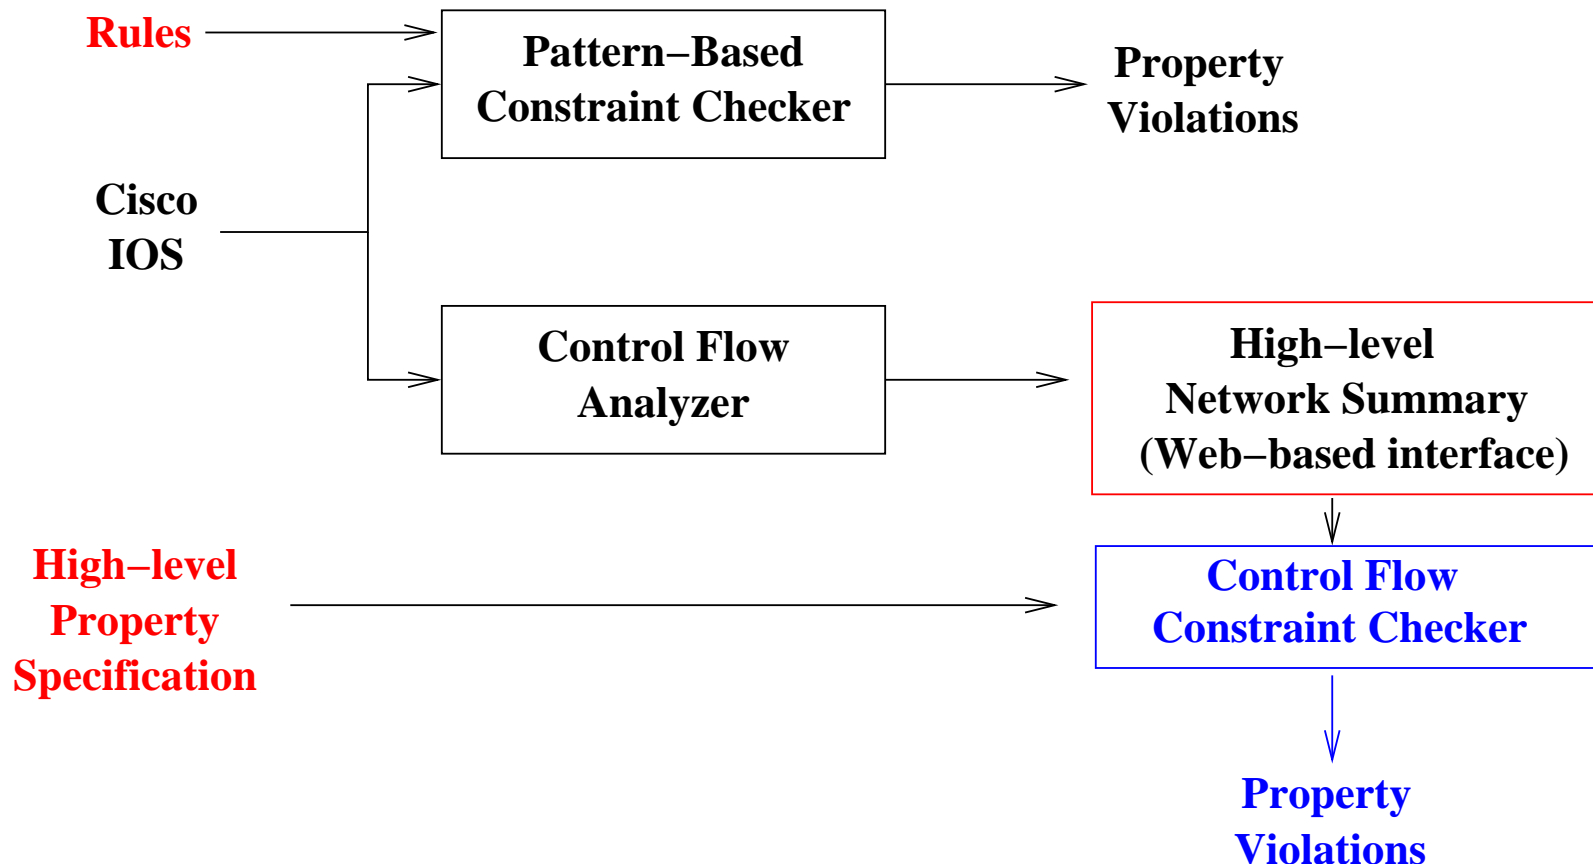 Rules
Pattern–Based
Constraint Checker
Property
Violations
Cisco
IOS
Control Flow
Analyzer
High–level
Network Summary
(Web–based interface)
High–level
Property
Specification
Control Flow
Constraint Checker
Property
Violations